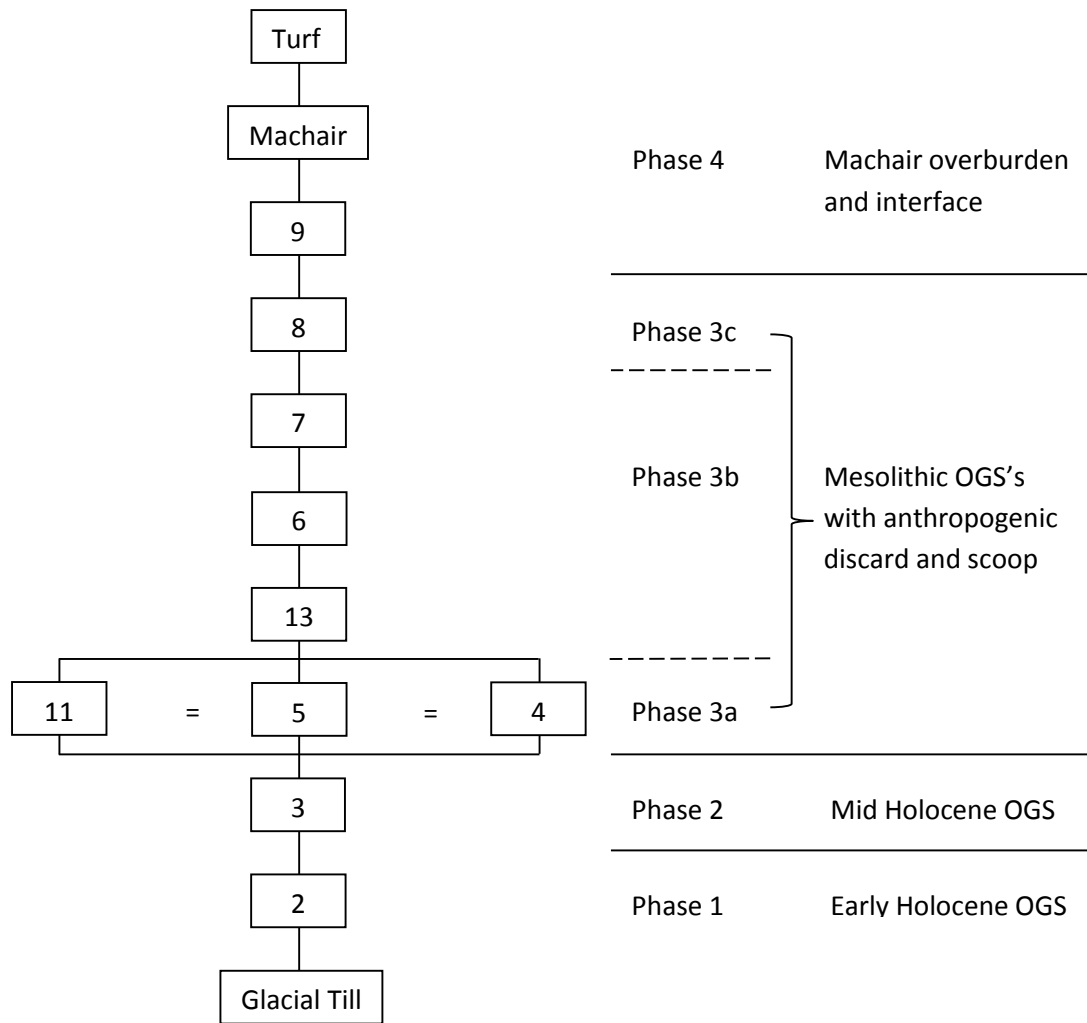 Turf
Machair
Phase 4 Machair overburden
and interface
9
8
Phase 3c
7
Phase 3b Mesolithic OGS’s
with anthropogenic
discard and scoop
6
13
11 = 5 = 4
Phase 3a
3
Phase 2 Mid Holocene OGS
2
Phase 1 Early Holocene OGS
Glacial Till